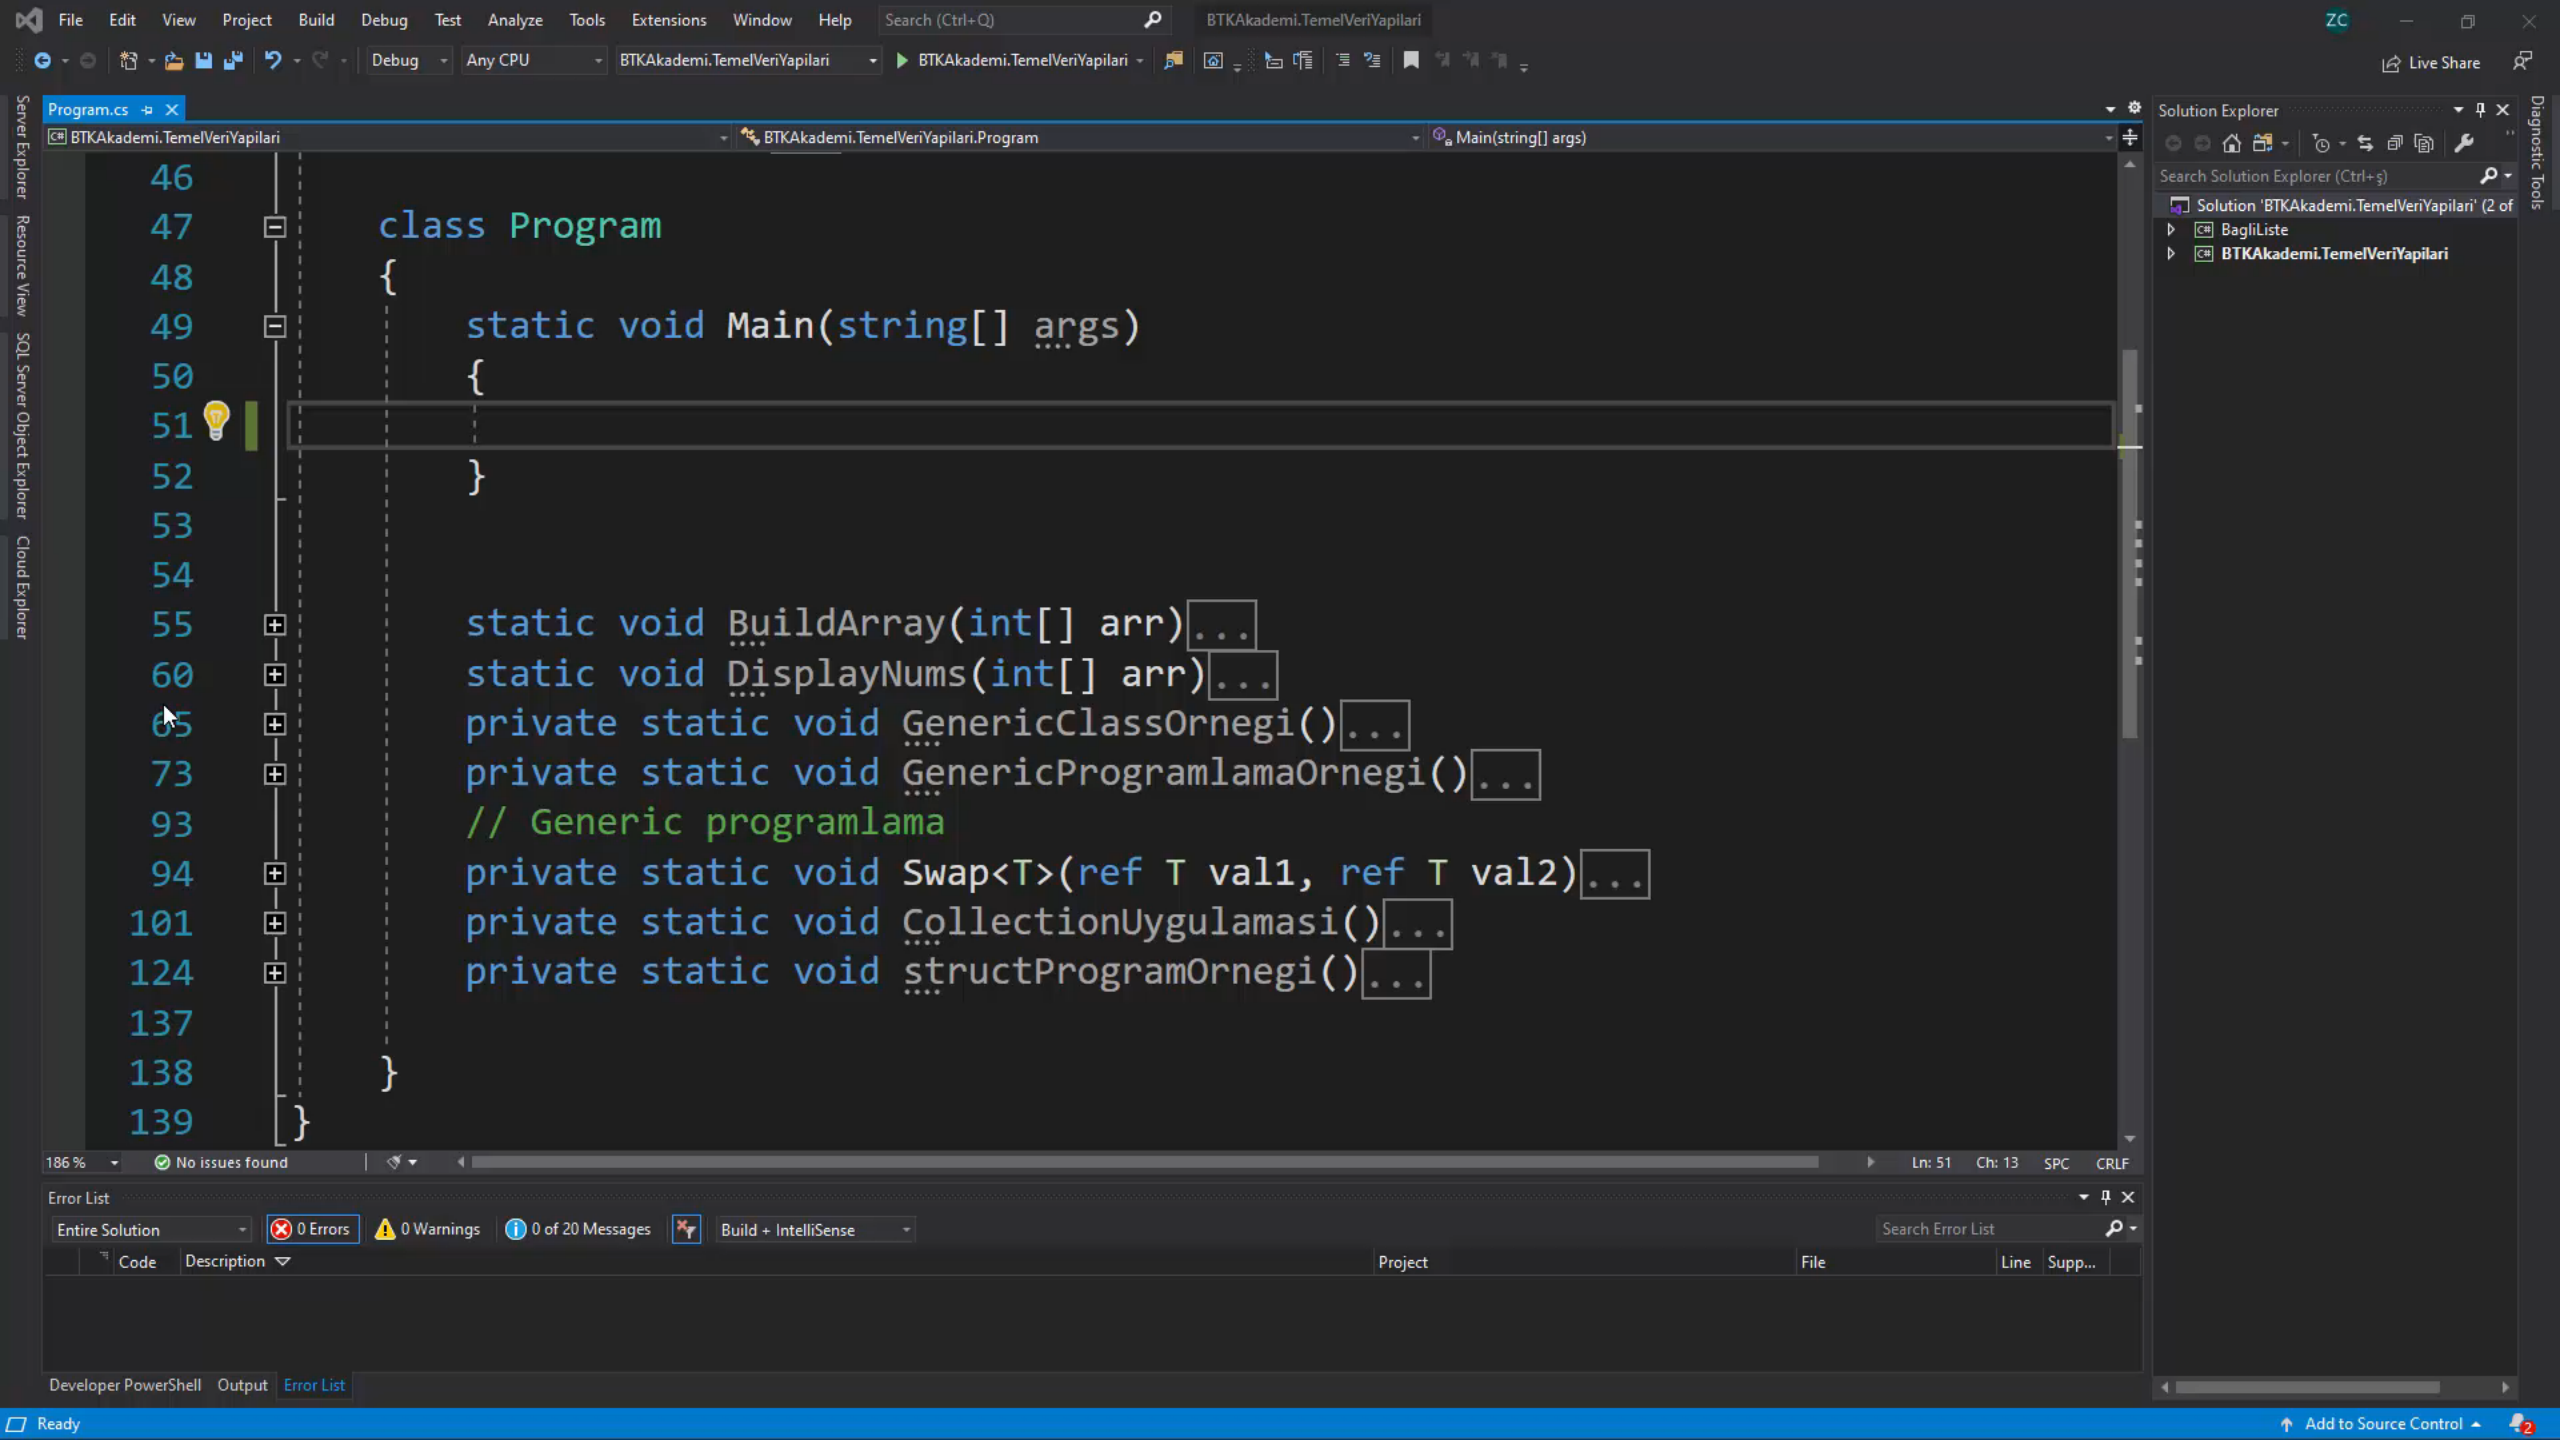 File Edit View Project Build Debug Test Analyze Tools Extensions Window Help Search (Ctrl+Q) BTKAkademi.TemelVeriYapilari ZC
Debug Any CPU BTKAkademi.TemelVeriYapilari BTKAkademi.TemelVeriYapilari Live Share
Server Explorer
Resource View
SQL Server Object Explorer
Cloud Explorer
Program.cs
BTKAkademi.TemelVeriYapilari BTKAkademi.TemelVeriYapilari.Program Main(string[] args)
46
47 class Program
48 {
49 static void Main(string[] args)
50 {
51
52 }
53
54
55 static void BuildArray(int[] arr)...
60 static void DisplayNums(int[] arr)...
65 private static void GenericClassOrnegi()...
73 private static void GenericProgramlamaOrnegi()...
93 // Generic programlama
94 private static void Swap<T>(ref T val1, ref T val2)...
101 private static void CollectionUygulamasi()...
124 private static void structProgramOrnegi()...
137
138 }
139 }
186 % No issues found Ln: 51 Ch: 13 SPC CRLF
Error List
Entire Solution 0 Errors 0 Warnings 0 of 20 Messages Build + IntelliSense Search Error List
Code Description Project File Line Supp...
Developer PowerShell Output Error List
Ready Add to Source Control 2
Solution Explorer
Search Solution Explorer (Ctrl+ş)
Solution 'BTKAkademi.TemelVeriYapilari' (2 of
BagliListe
BTKAkademi.TemelVeriYapilari
Diagnostic Tools